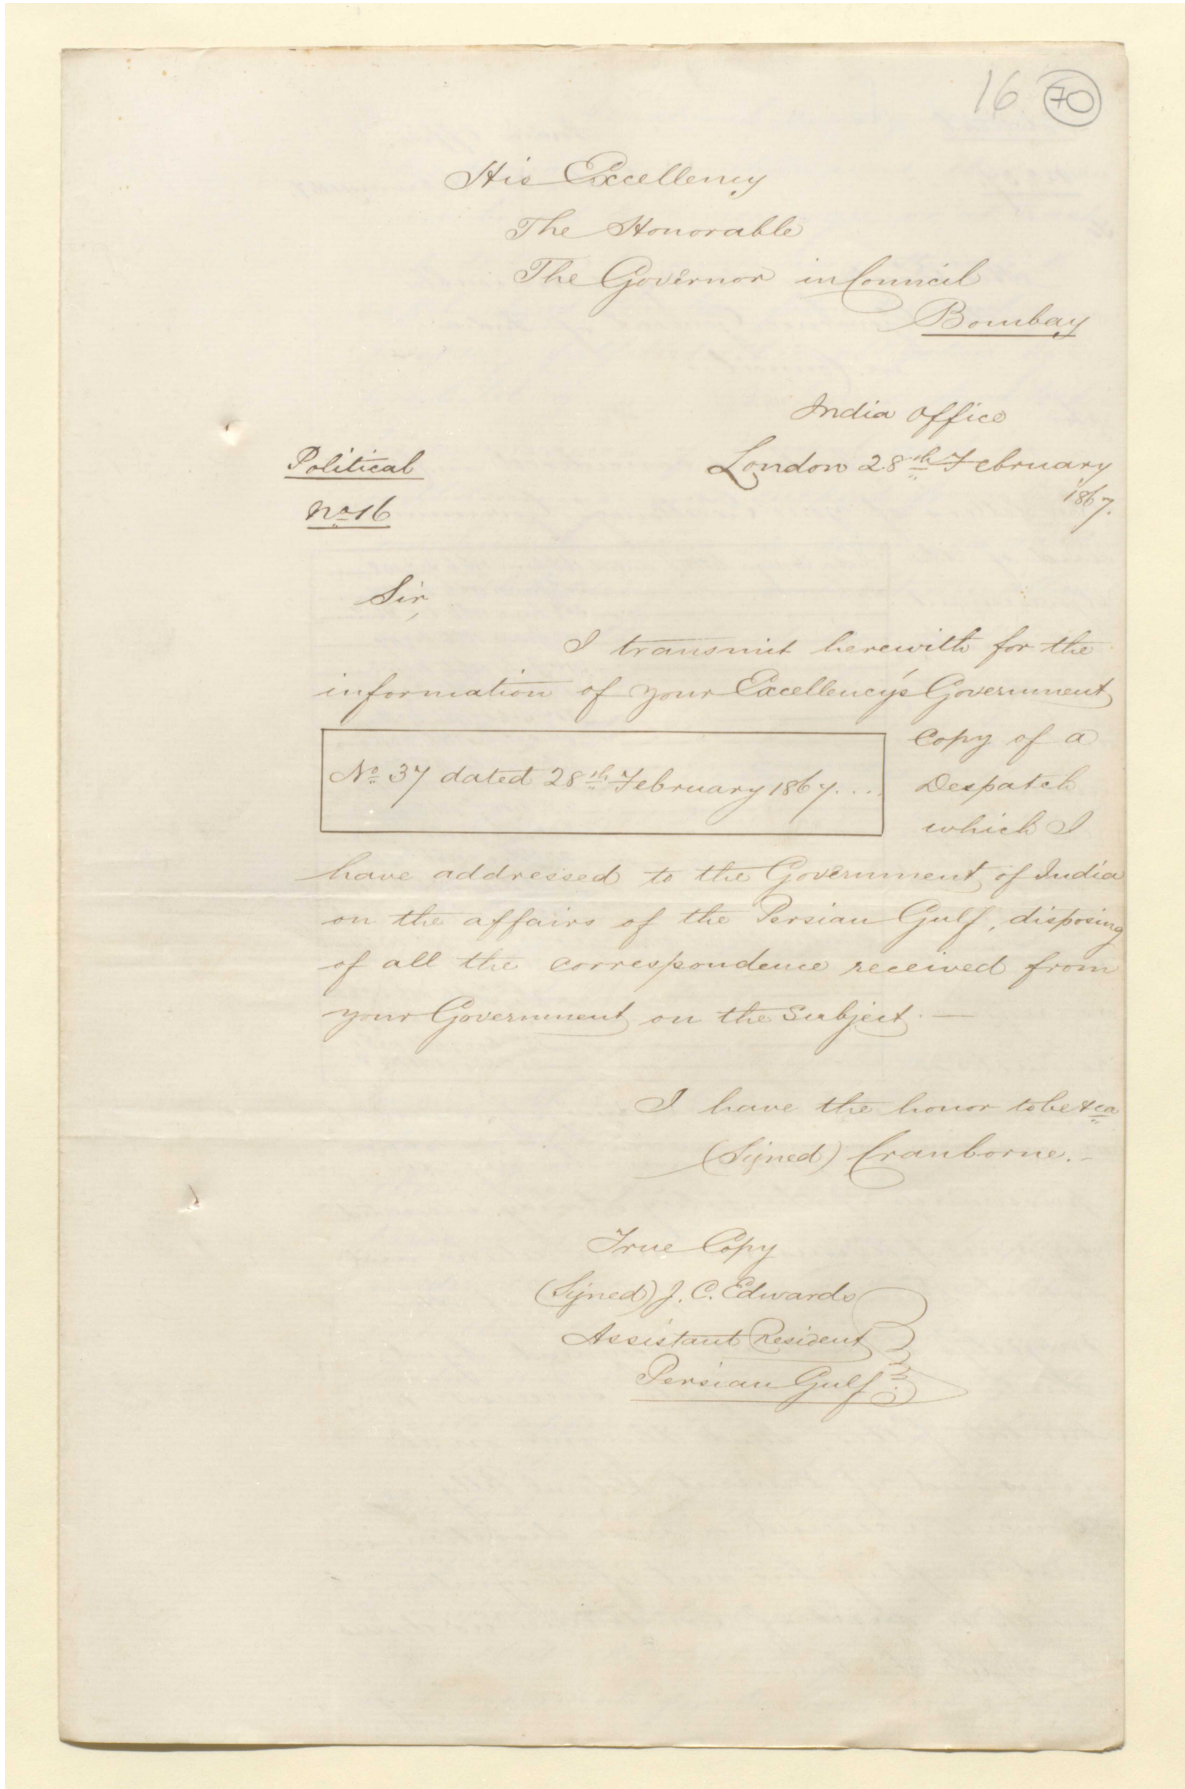 16 70
His Excellency
The Honorable
The Governor in Council
Bombay
India Office
Political
London 28th February
1867.
No 16
Sir,
I transmit herewith for the
information of your Excellency's Government
copy of a
No 37 dated 28th February 1867....
Despatch
which I
have addressed to the Government of India
on the affairs of the Persian Gulf, disposing
of all the correspondence received from
your Government on the Subject. —
I have the honor to be &ca
(Signed) Cranborne. -
True Copy
(Signed) J. C. Edwards
Assistant Resident
Persian Gulf